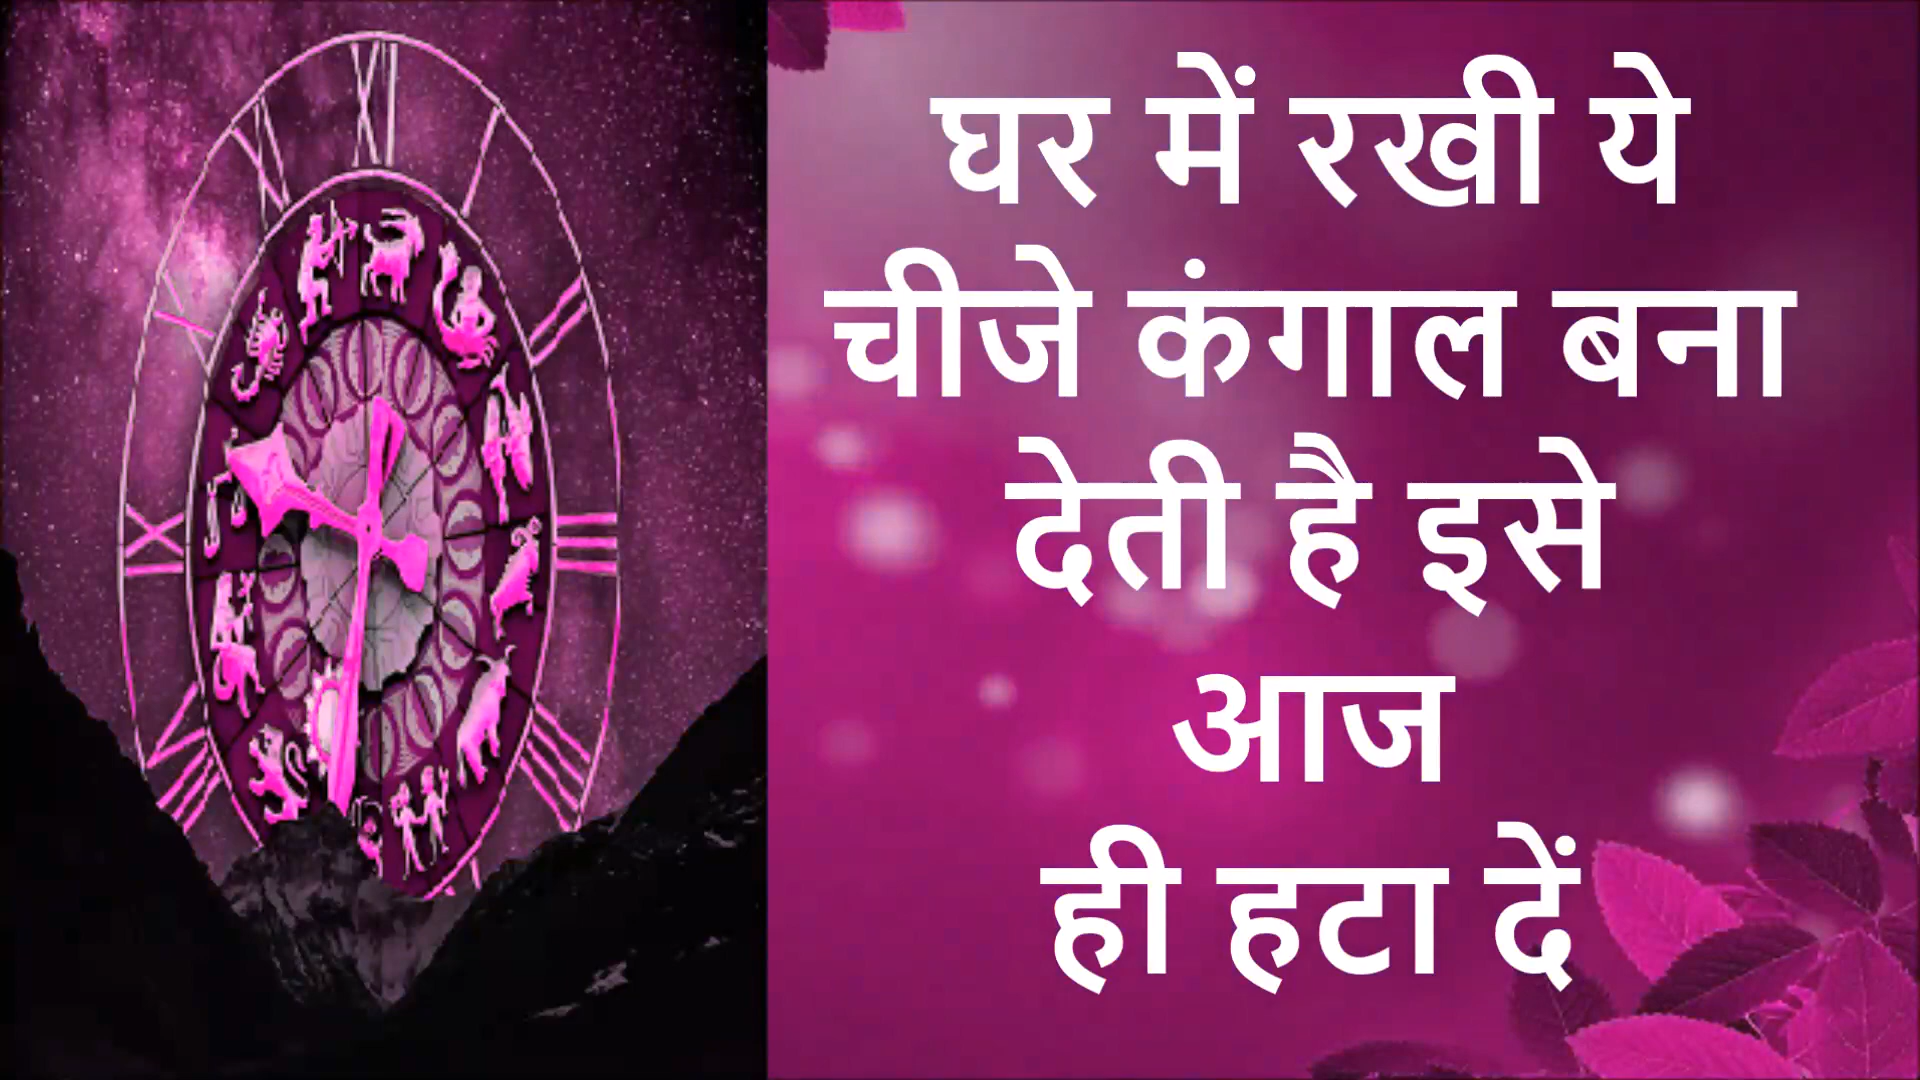 घर में रखी ये
चीजे कंगाल बना
देती है इसे
आज
ही हटा दें